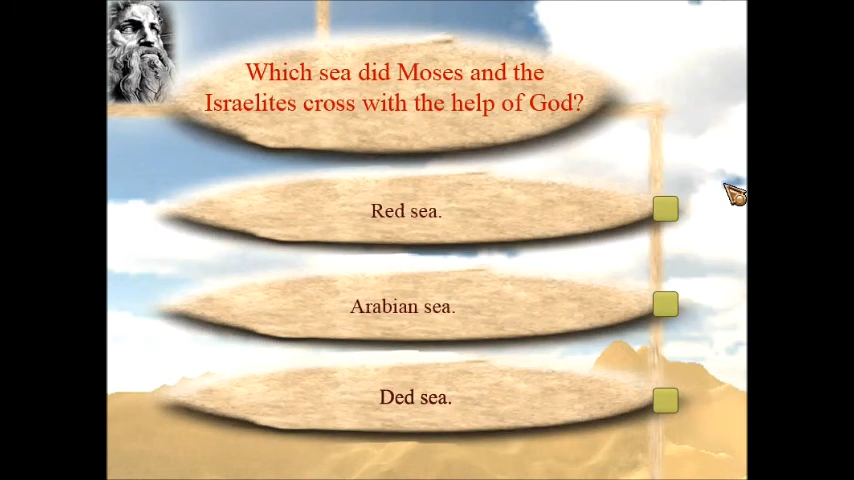 Which sea did Moses and the
Israelites cross with the help of God?
Red sea.
Arabian sea.
Ded sea.